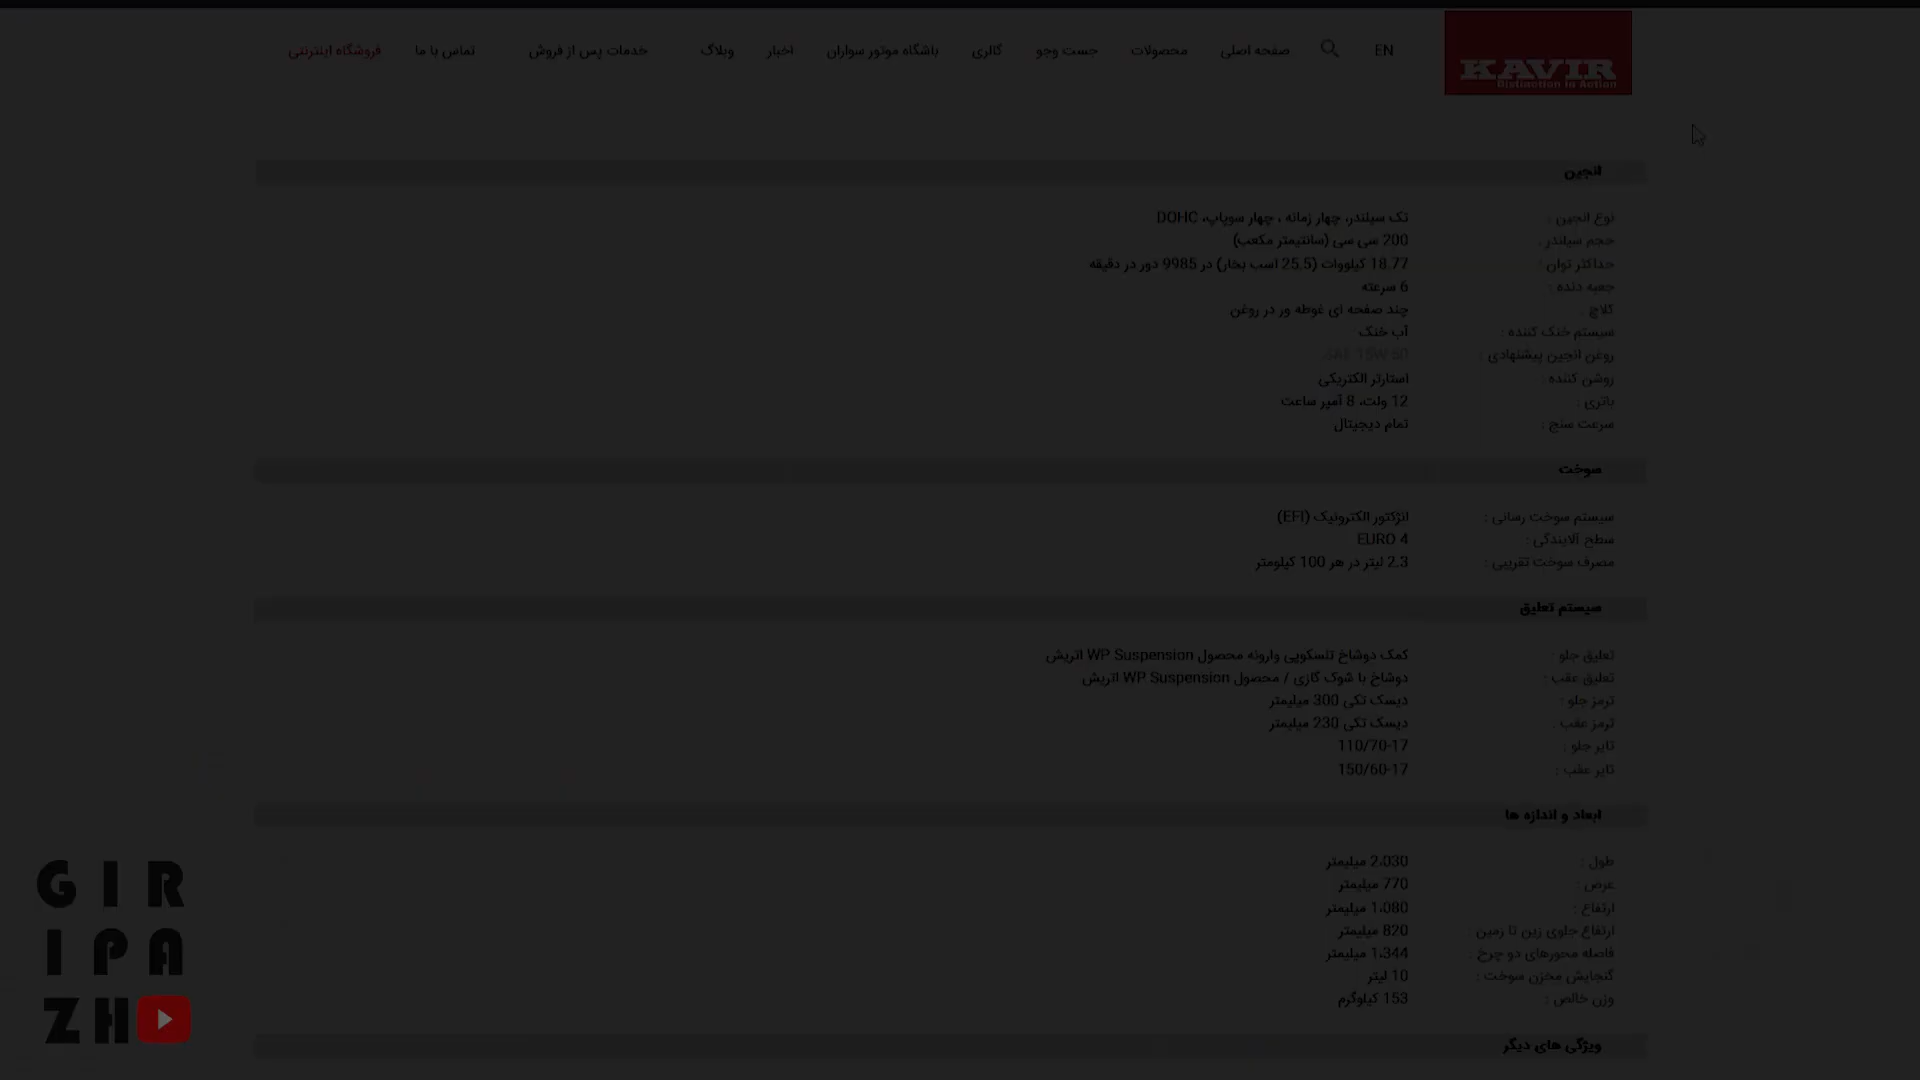 KAVIR
Distinction in Action
EN
صفحه اصلی
محصولات
جست وجو
گالری
باشگاه موتور سواران
اخبار
وبلاگ
خدمات پس از فروش
تماس با ما
فروشگاه اینترنتی
انجین
نوع انجین : تک سیلندر، چهار زمانه ، چهار سوپاپ، DOHC
حجم سیلندر : 200 سی سی (سانتیمتر مکعب)
حداکثر توان : 18.77 کیلووات (25.5 اسب بخار) در 9985 دور در دقیقه
جعبه دنده : 6 سرعته
کلاچ : چند صفحه ای غوطه ور در روغن
سیستم خنک کننده : آب خنک
روغن انجین پیشنهادی : SAE 15W 50
روشن کننده : استارتر الکتریکی
باتری : 12 ولت، 8 آمپر ساعت
سرعت سنج : تمام دیجیتال
سوخت
سیستم سوخت رسانی : انژکتور الکترونیک (EFI)
سطح آلایندگی : EURO 4
مصرف سوخت تقریبی : 2.3 لیتر در هر 100 کیلومتر
سیستم تعلیق
تعلیق جلو : کمک دوشاخ تلسکوپی وارونه محصول WP Suspension اتریش
تعلیق عقب : دوشاخ با شوک گازی / محصول WP Suspension اتریش
ترمز جلو : دیسک تکی 300 میلیمتر
ترمز عقب : دیسک تکی 230 میلیمتر
تایر جلو : 110/70-17
تایر عقب : 150/60-17
ابعاد و اندازه ها
طول : 2،030 میلیمتر
عرض : 770 میلیمتر
ارتفاع : 1،080 میلیمتر
ارتفاع جلوی زین تا زمین : 820 میلیمتر
فاصله محورهای دو چرخ : 1،344 میلیمتر
گنجایش مخزن سوخت : 10 لیتر
وزن خالص : 153 کیلوگرم
ویژگی های دیگر
GIR
IPA
ZH